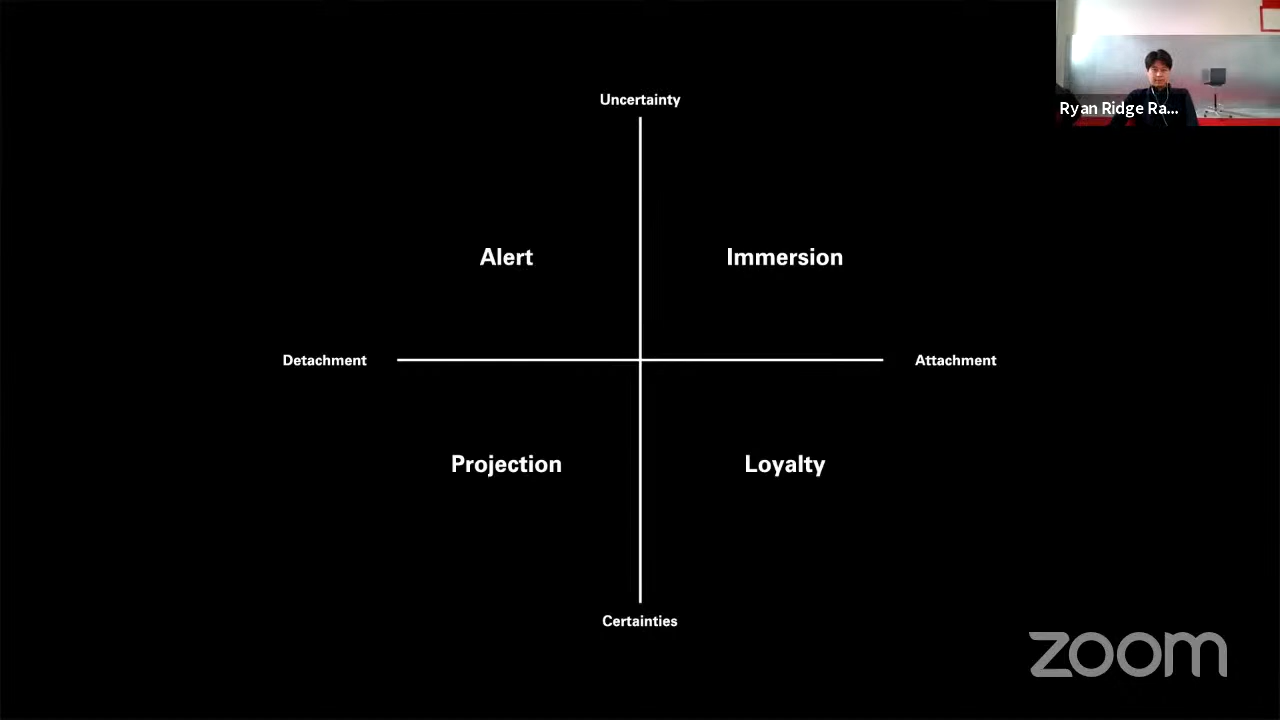 Ryan Ridge Ra...
Uncertainty
Alert
Immersion
Detachment
Attachment
Projection
Loyalty
Certainties
zoom